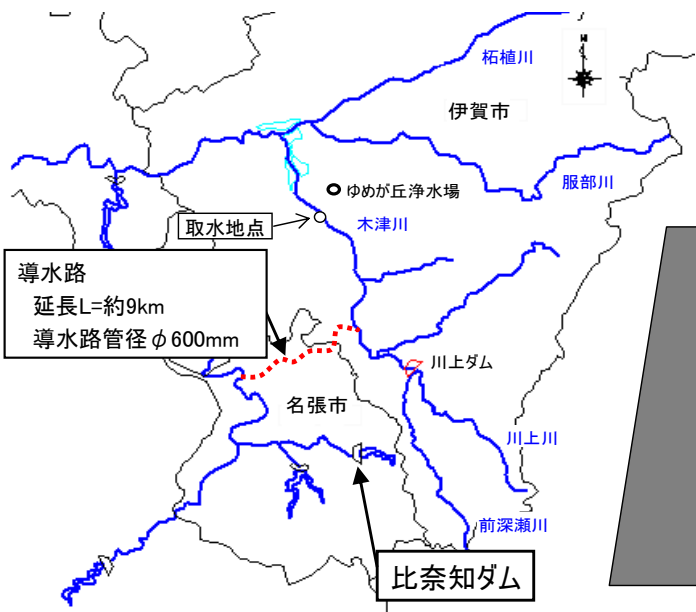 柘植川
伊賀市
服部川
ゆめが丘浄水場
取水地点
木津川
導水路
延長L=約9km
導水路管径φ600mm
川上ダム
名張市
川上川
前深瀬川
比奈知ダム